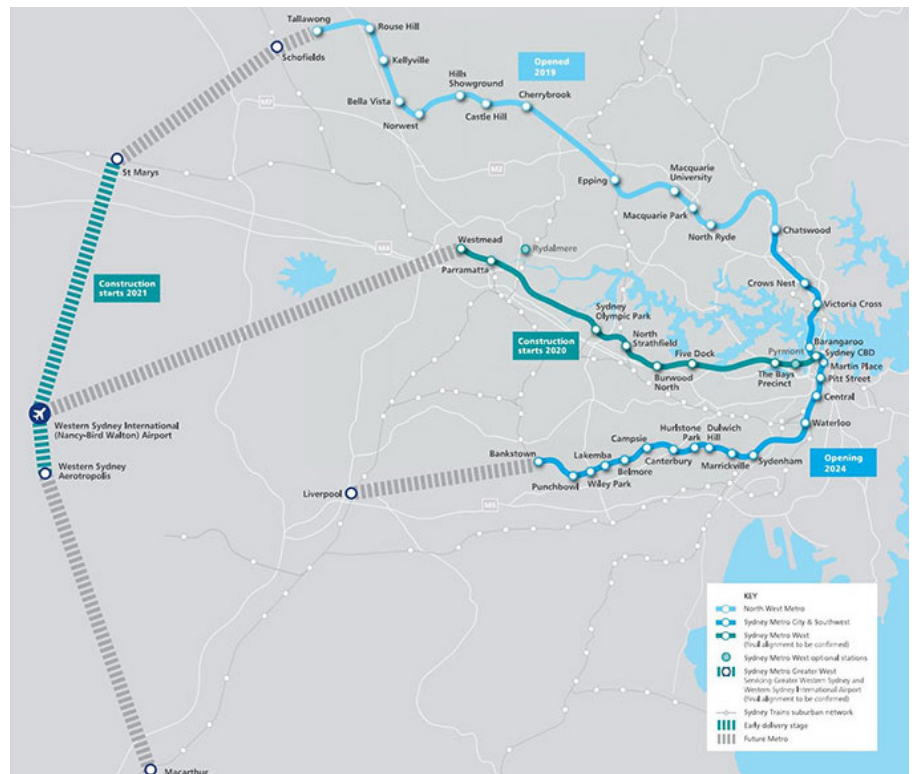 Tallawong
Rouse Hill
Schofields
Kellyville
Opened
2019
Hills
Showground
Cherrybrook
Bella Vista
Castle Hill
Norwest
M7
M2
St Marys
Epping
Macquarie
University
Macquarie Park
North Ryde
Chatswood
Westmead
Rydalmere
M4
Parramatta
Construction
starts 2021
Crows Nest
Victoria Cross
Sydney
Olympic Park
Construction
starts 2020
North
Strathfield
Five Dock
Pyrmont
Barangaroo
Sydney CBD
Martin Place
Pitt Street
Burwood
North
The Bays
Precinct
Central
Western Sydney International
(Nancy-Bird Walton) Airport
Waterloo
Campsie
Hurlstone
Park
Dulwich
Hill
Bankstown
Lakemba
Belmore
Canterbury
Marrickville
Sydenham
Opening
2024
Western Sydney
Aerotropolis
Punchbowl
Wiley Park
Liverpool
M5
KEY
North West Metro
Sydney Metro City & Southwest
Sydney Metro West
(final alignment to be confirmed)
Sydney Metro West optional stations
Sydney Metro Greater West
Servicing Greater Western Sydney and
Western Sydney International Airport
(final alignment to be confirmed)
Sydney Trains suburban network
Early delivery stage
Future Metro
Macarthur